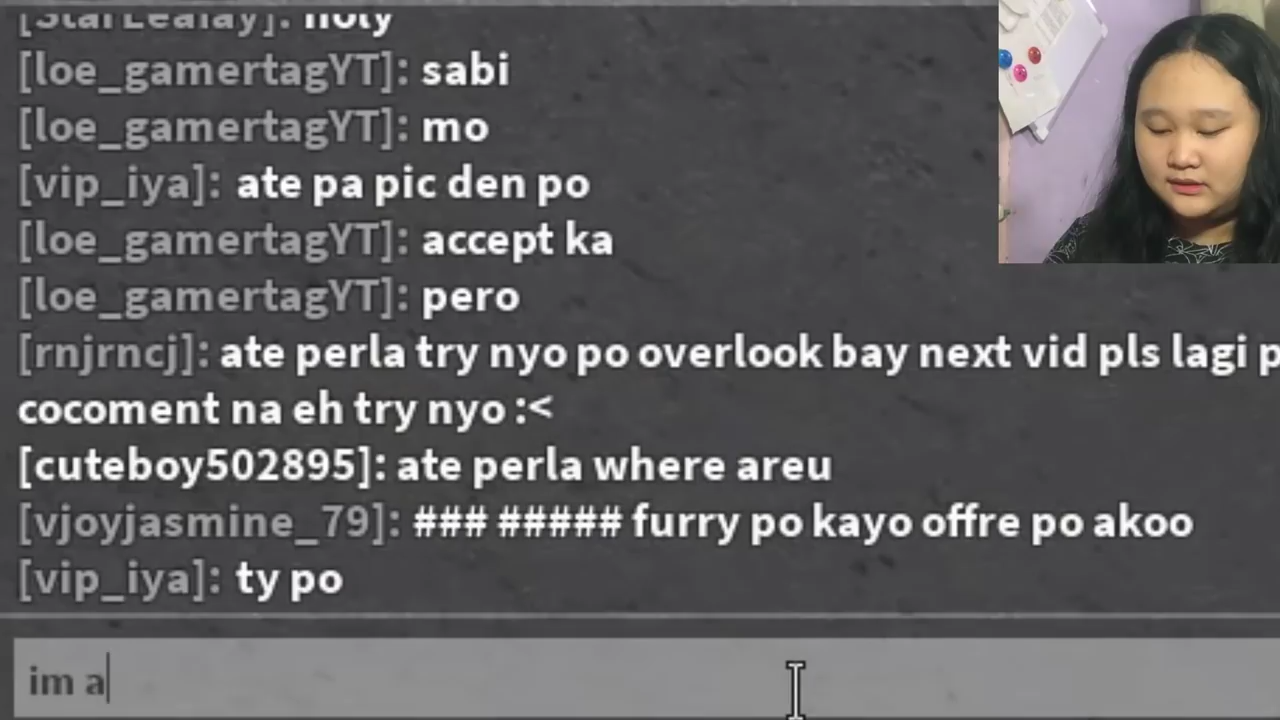 [StarLealay]: holy
[loe_gamertagYT]: sabi
[loe_gamertagYT]: mo
[vip_iya]: ate pa pic den po
[loe_gamertagYT]: accept ka
[loe_gamertagYT]: pero
[rnjrncj]: ate perla try nyo po overlook bay next vid pls lagi p
cocoment na eh try nyo :<
[cuteboy502895]: ate perla where areu
[vjoyjasmine_79]: ### ##### furry po kayo offre po akoo
[vip_iya]: ty po
im a